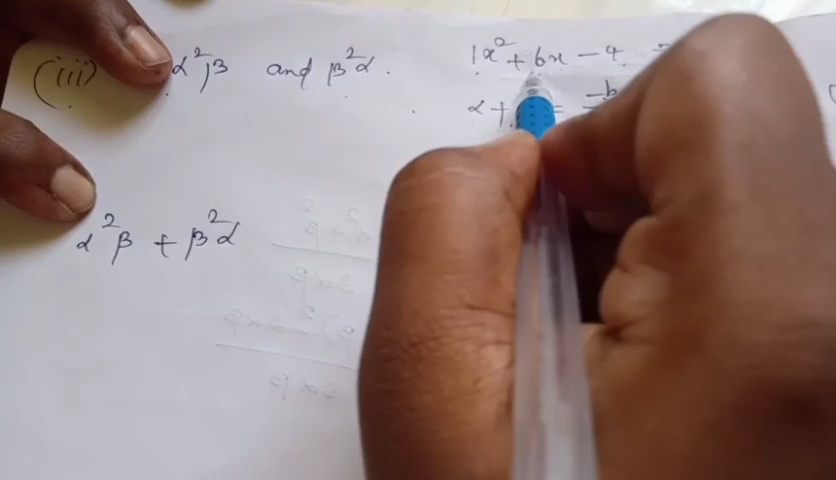 (iii) α²β and β²α.
1x² + 6x - 4
α + = -b
α²β + β²α